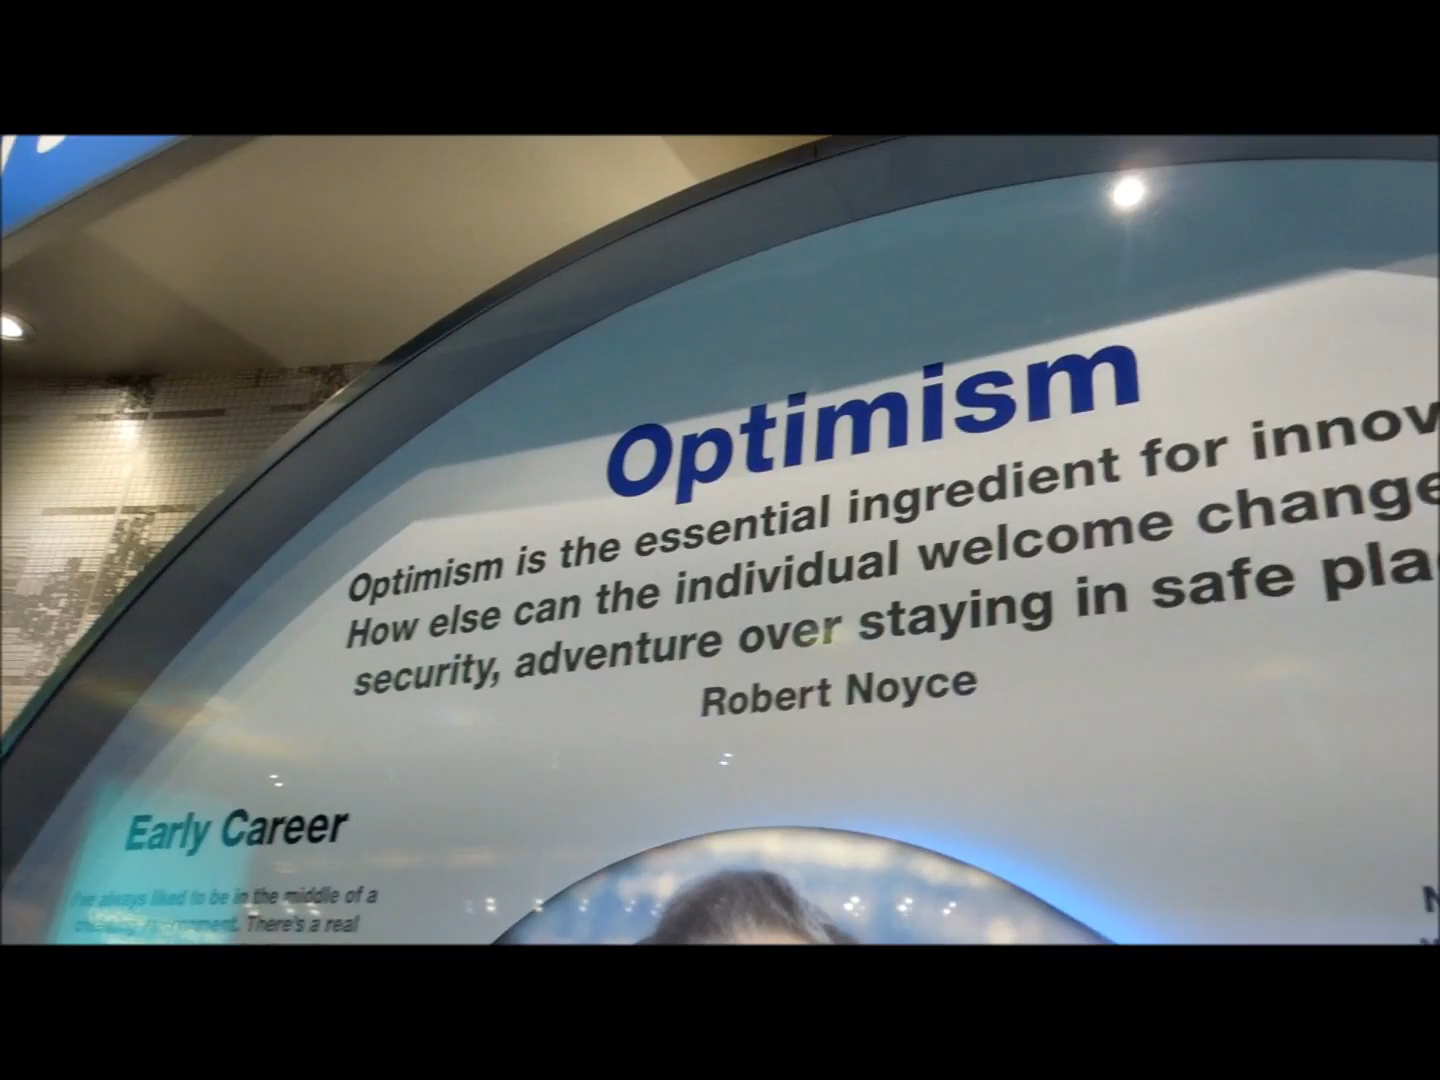 Optimism
Optimism is the essential ingredient for innov
How else can the individual welcome change
security, adventure over staying in safe pla
Robert Noyce
Early Career
I've always liked to be in the middle of a
There's a real